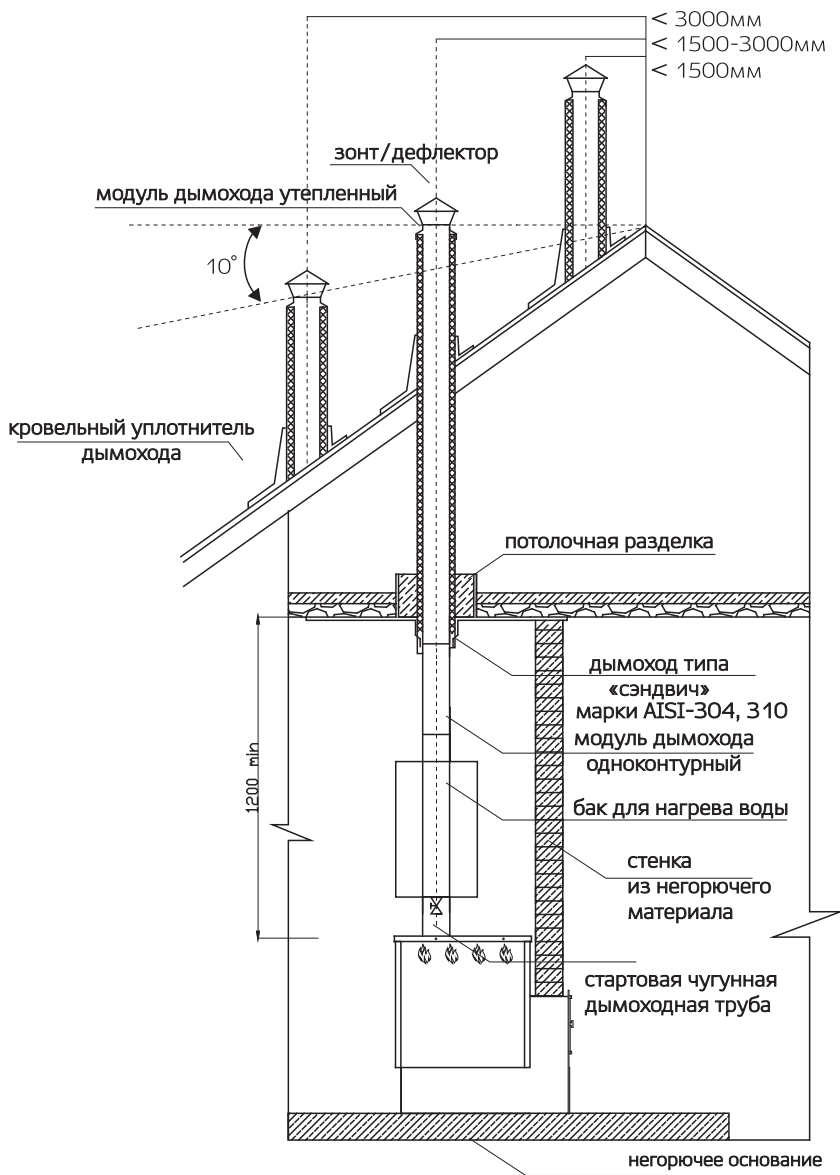 < 3000мм
< 1500-3000мм
< 1500мм
зонт/дефлектор
модуль дымохода утепленный
10°
кровельный уплотнитель
дымохода
потолочная разделка
дымоход типа
«сэндвич»
марки AISI-304, 310
модуль дымохода
одноконтурный
1200 min
бак для нагрева воды
стенка
из негорючего
материала
стартовая чугунная
дымоходная труба
негорючее основание